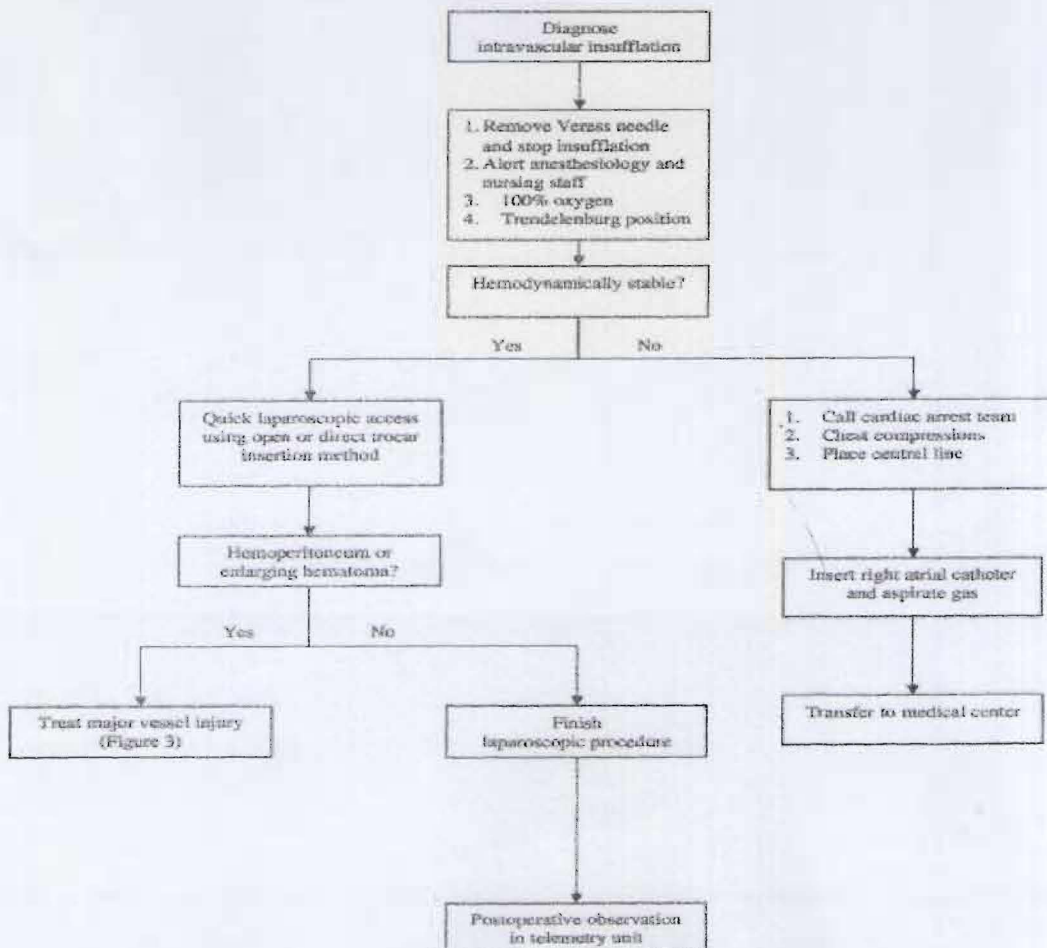 Diagnose
intravascular insufflation
1. Remove Veress needle
and stop insufflation
2. Alert anesthesiology and
nursing staff
3. 100% oxygen
4. Trendelenburg position
Hemodynamically stable?
Yes
No
Quick laparoscopic access
using open or direct trocar
insertion method
1. Call cardiac arrest team
2. Chest compressions
3. Place central line
Hemoperitoneum or
enlarging hematoma?
Insert right atrial catheter
and aspirate gas
Yes
No
Treat major vessel injury
(Figure 3)
Finish
laparoscopic procedure
Transfer to medical center
Postoperative observation
in telemetry unit